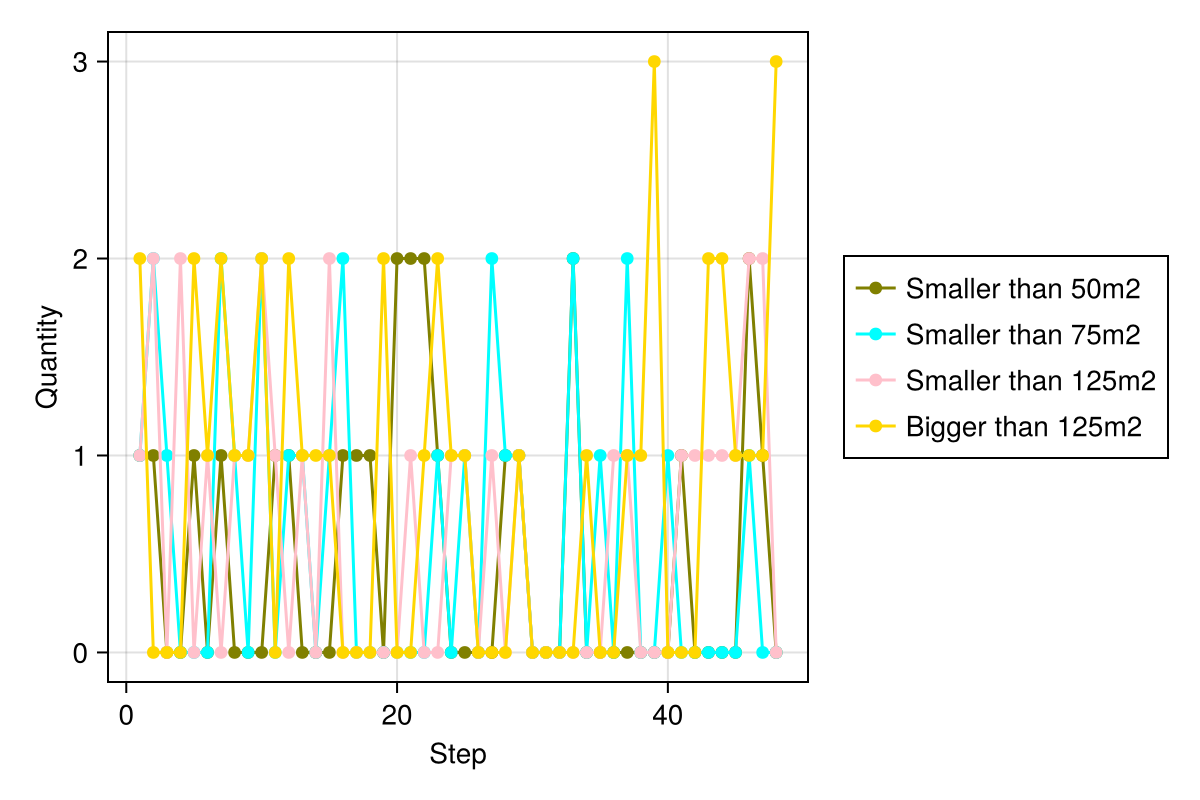 3
2
1
0
Quantity
0 20 40
Step
Smaller than 50m2
Smaller than 75m2
Smaller than 125m2
Bigger than 125m2